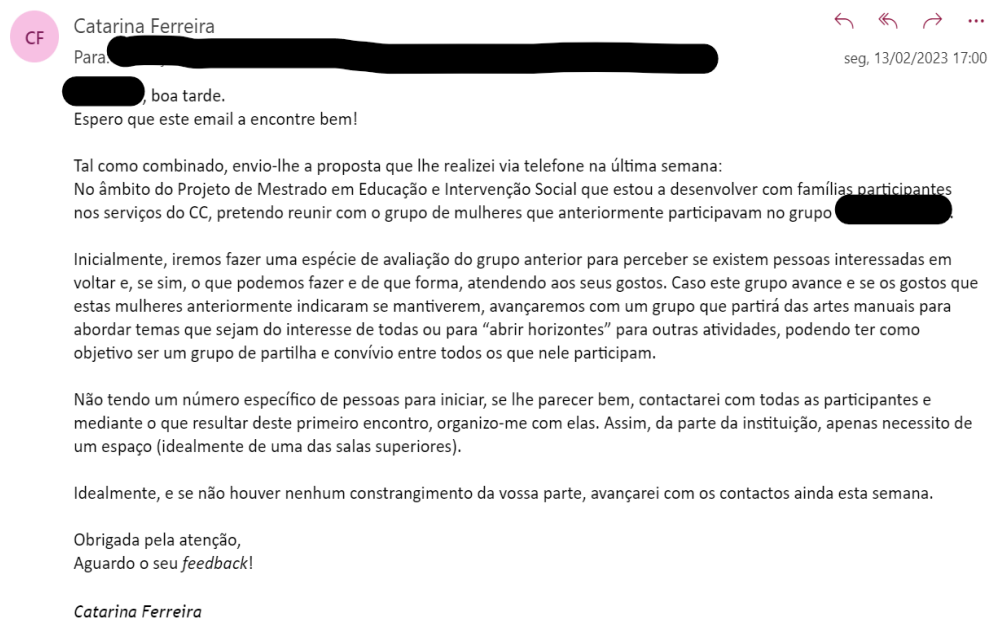 CF
Catarina Ferreira
Para:
seg, 13/02/2023 17:00
, boa tarde.
Espero que este email a encontre bem!
Tal como combinado, envio-lhe a proposta que lhe realizei via telefone na última semana:
No âmbito do Projeto de Mestrado em Educação e Intervenção Social que estou a desenvolver com famílias participantes
nos serviços do CC, pretendo reunir com o grupo de mulheres que anteriormente participavam no grupo .
Inicialmente, iremos fazer uma espécie de avaliação do grupo anterior para perceber se existem pessoas interessadas em
voltar e, se sim, o que podemos fazer e de que forma, atendendo aos seus gostos. Caso este grupo avance e se os gostos que
estas mulheres anteriormente indicaram se mantiverem, avançaremos com um grupo que partirá das artes manuais para
abordar temas que sejam do interesse de todas ou para “abrir horizontes” para outras atividades, podendo ter como
objetivo ser um grupo de partilha e convívio entre todos os que nele participam.
Não tendo um número específico de pessoas para iniciar, se lhe parecer bem, contactarei com todas as participantes e
mediante o que resultar deste primeiro encontro, organizo-me com elas. Assim, da parte da instituição, apenas necessito de
um espaço (idealmente de uma das salas superiores).
Idealmente, e se não houver nenhum constrangimento da vossa parte, avançarei com os contactos ainda esta semana.
Obrigada pela atenção,
Aguardo o seu feedback!
Catarina Ferreira